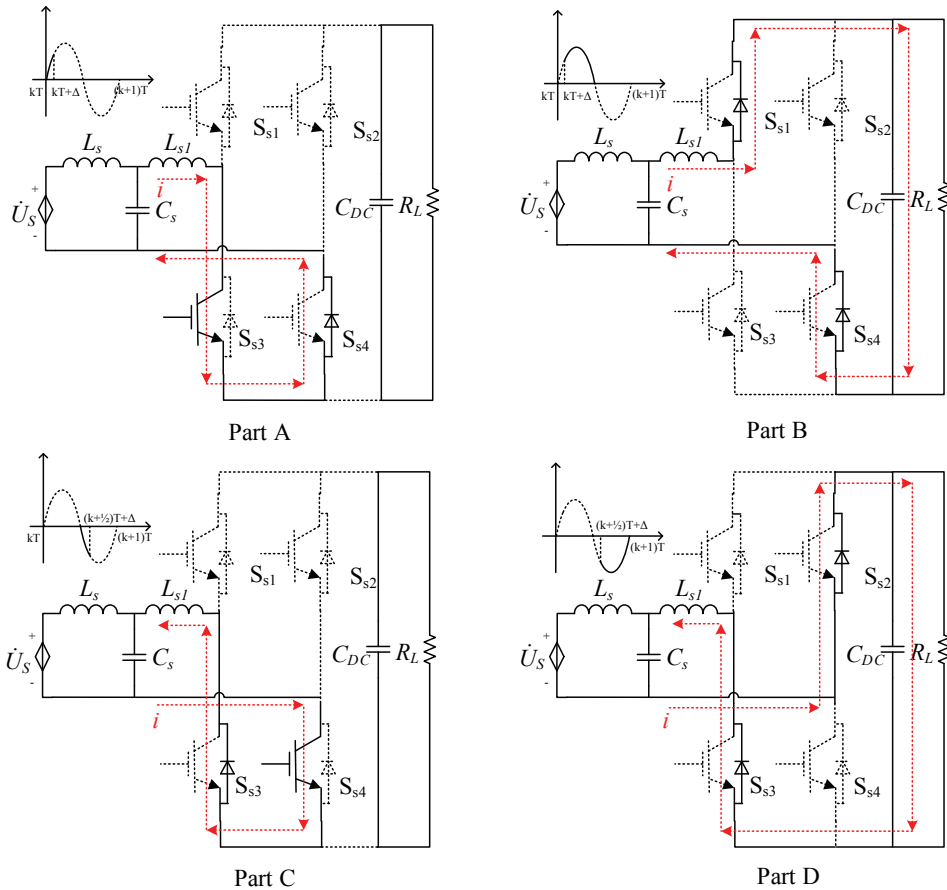 kT
kT+Δ
(k+1)T
S_s1
S_s2
L_s
L_s1
i
+
U̇_S
-
C_s
C_DC
R_L
S_s3
S_s4
Part A
kT
kT+Δ
(k+1)T
S_s1
S_s2
L_s
L_s1
i
+
U̇_S
-
C_s
C_DC
R_L
S_s3
S_s4
Part B
(k+½)T+Δ
kT
(k+1)T
S_s1
S_s2
L_s
L_s1
+
U̇_S
-
C_s
C_DC
R_L
i
S_s3
S_s4
Part C
(k+½)T+Δ
kT
(k+1)T
S_s1
S_s2
L_s
L_s1
+
U̇_S
-
C_s
C_DC
R_L
i
S_s3
S_s4
Part D